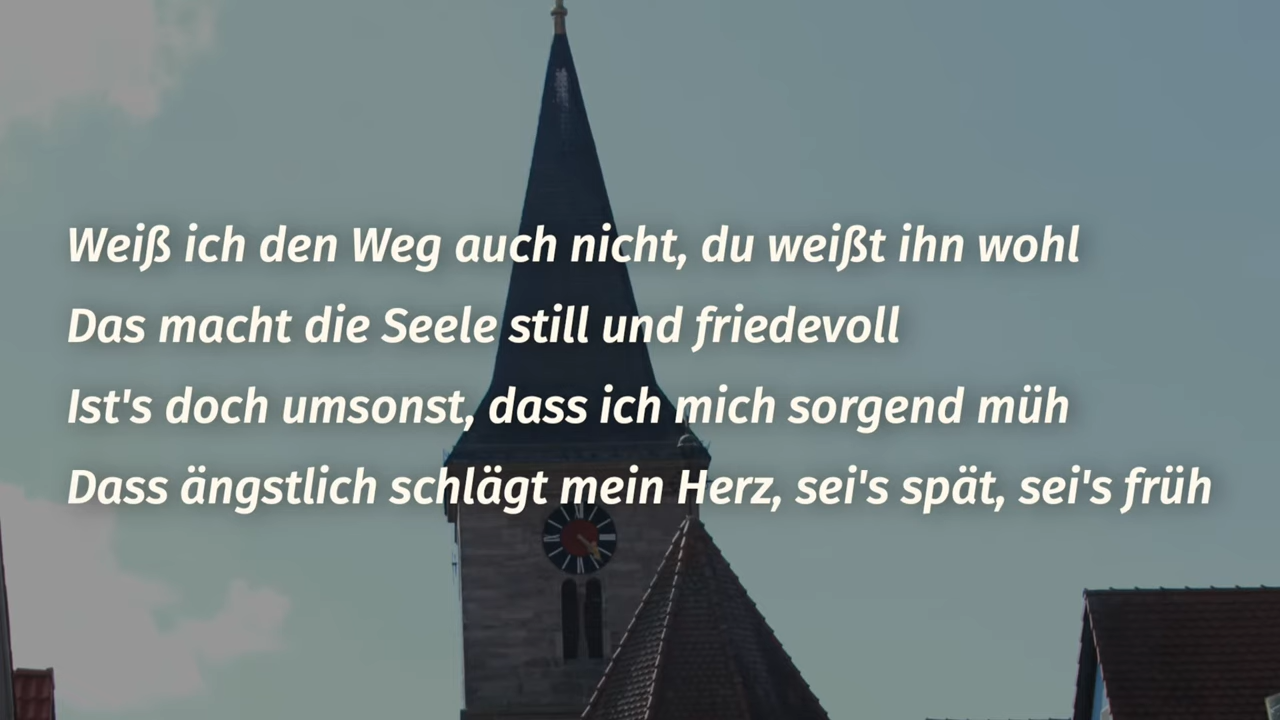 Weiß ich den Weg auch nicht, du weißt ihn wohl
Das macht die Seele still und friedevoll
Ist's doch umsonst, dass ich mich sorgend müh
Dass ängstlich schlägt mein Herz, sei's spät, sei's früh